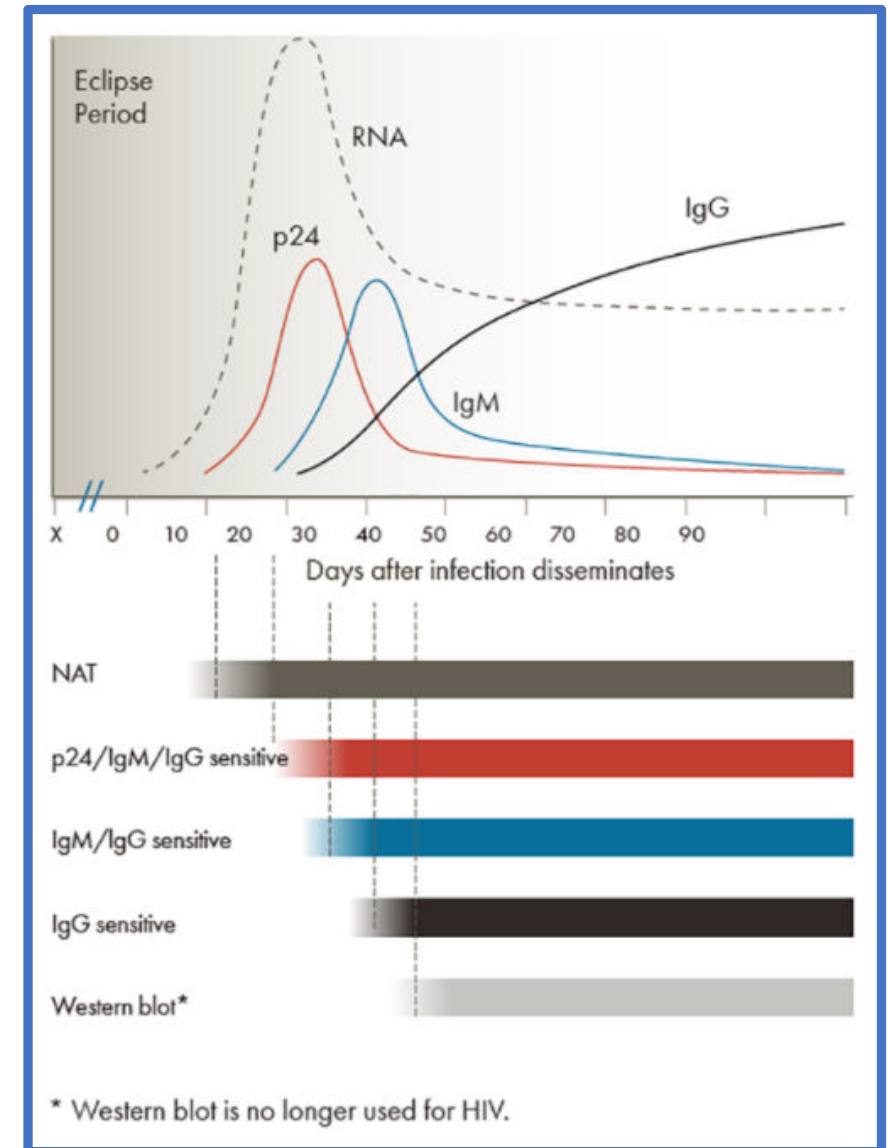 Eclipse
Period
RNA
IgG
p24
IgM
X 0 10 20 30 40 50 60 70 80 90
Days after infection disseminates
NAT
p24/IgM/IgG sensitive
IgM/IgG sensitive
IgG sensitive
Western blot*
* Western blot is no longer used for HIV.